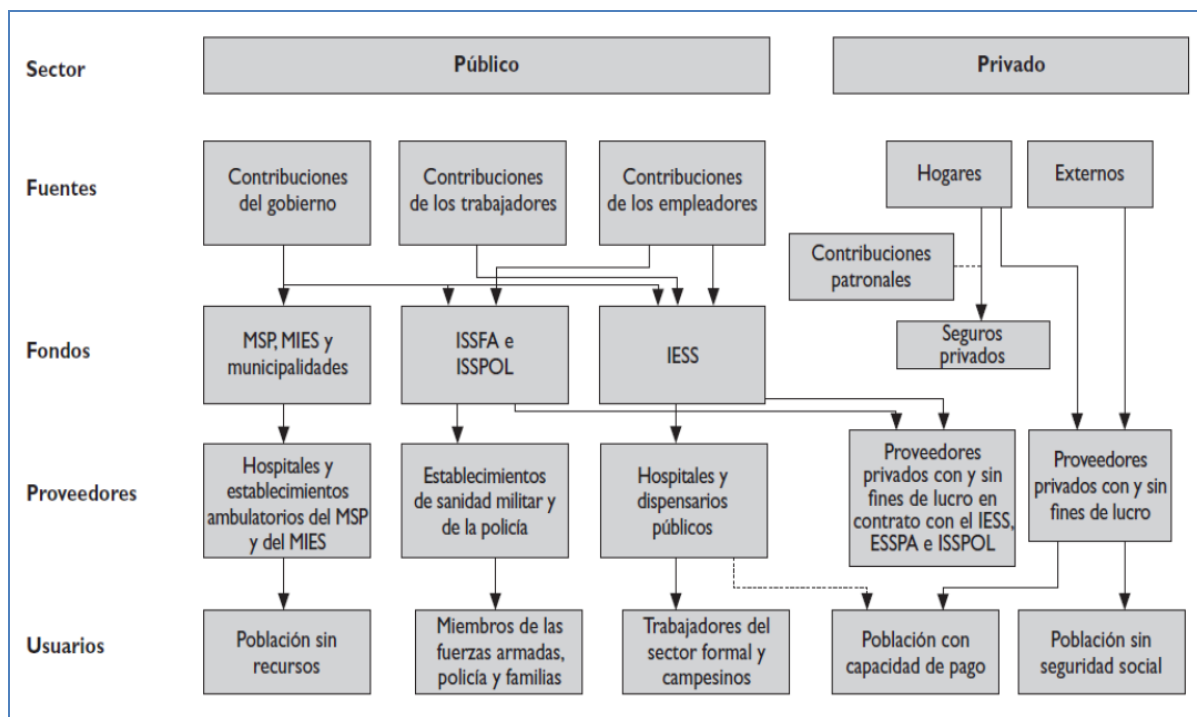 Sector
Público
Privado
Fuentes
Contribuciones
del gobierno
Contribuciones
de los trabajadores
Contribuciones
de los empleadores
Hogares
Externos
Contribuciones
patronales
Fondos
MSP, MIES y
municipalidades
ISSFA e
ISSPOL
IESS
Seguros
privados
Proveedores
Hospitales y
establecimientos
ambulatorios del MSP
y del MIES
Establecimientos
de sanidad militar y
de la policía
Hospitales y
dispensarios
públicos
Proveedores
privados con y sin
fines de lucro en
contrato con el IESS,
ESSPA e ISSPOL
Proveedores
privados con y sin
fines de lucro
Usuarios
Población sin
recursos
Miembros de las
fuerzas armadas,
policía y familias
Trabajadores del
sector formal y
campesinos
Población con
capacidad de pago
Población sin
seguridad social